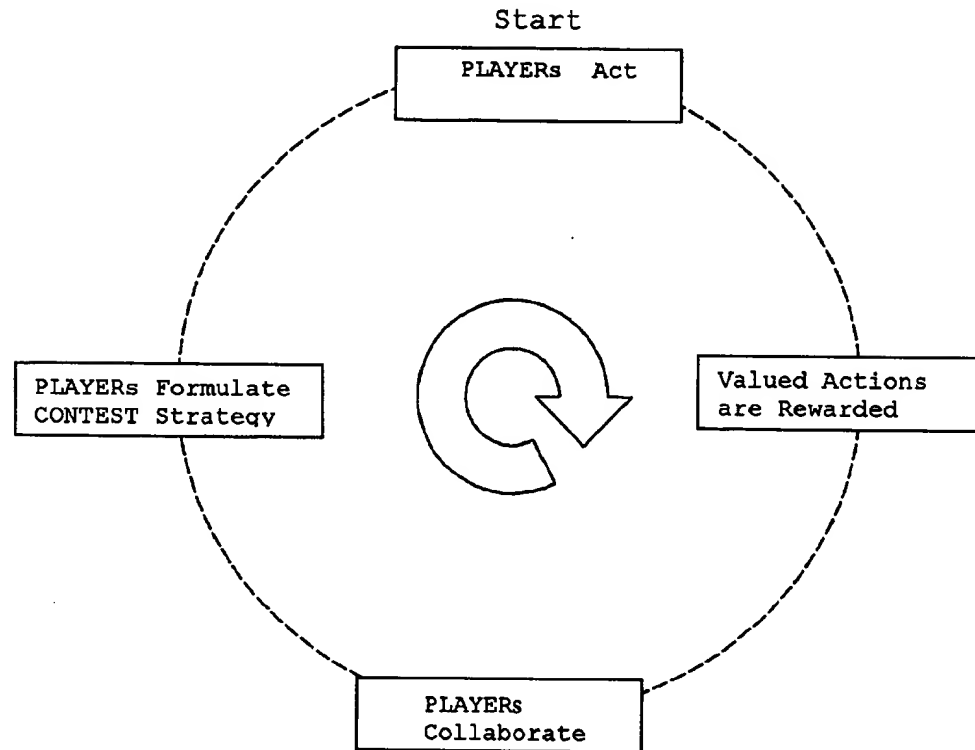 Start
PLAYERs Act
Valued Actions
are Rewarded
PLAYERs
Collaborate
PLAYERs Formulate
CONTEST Strategy